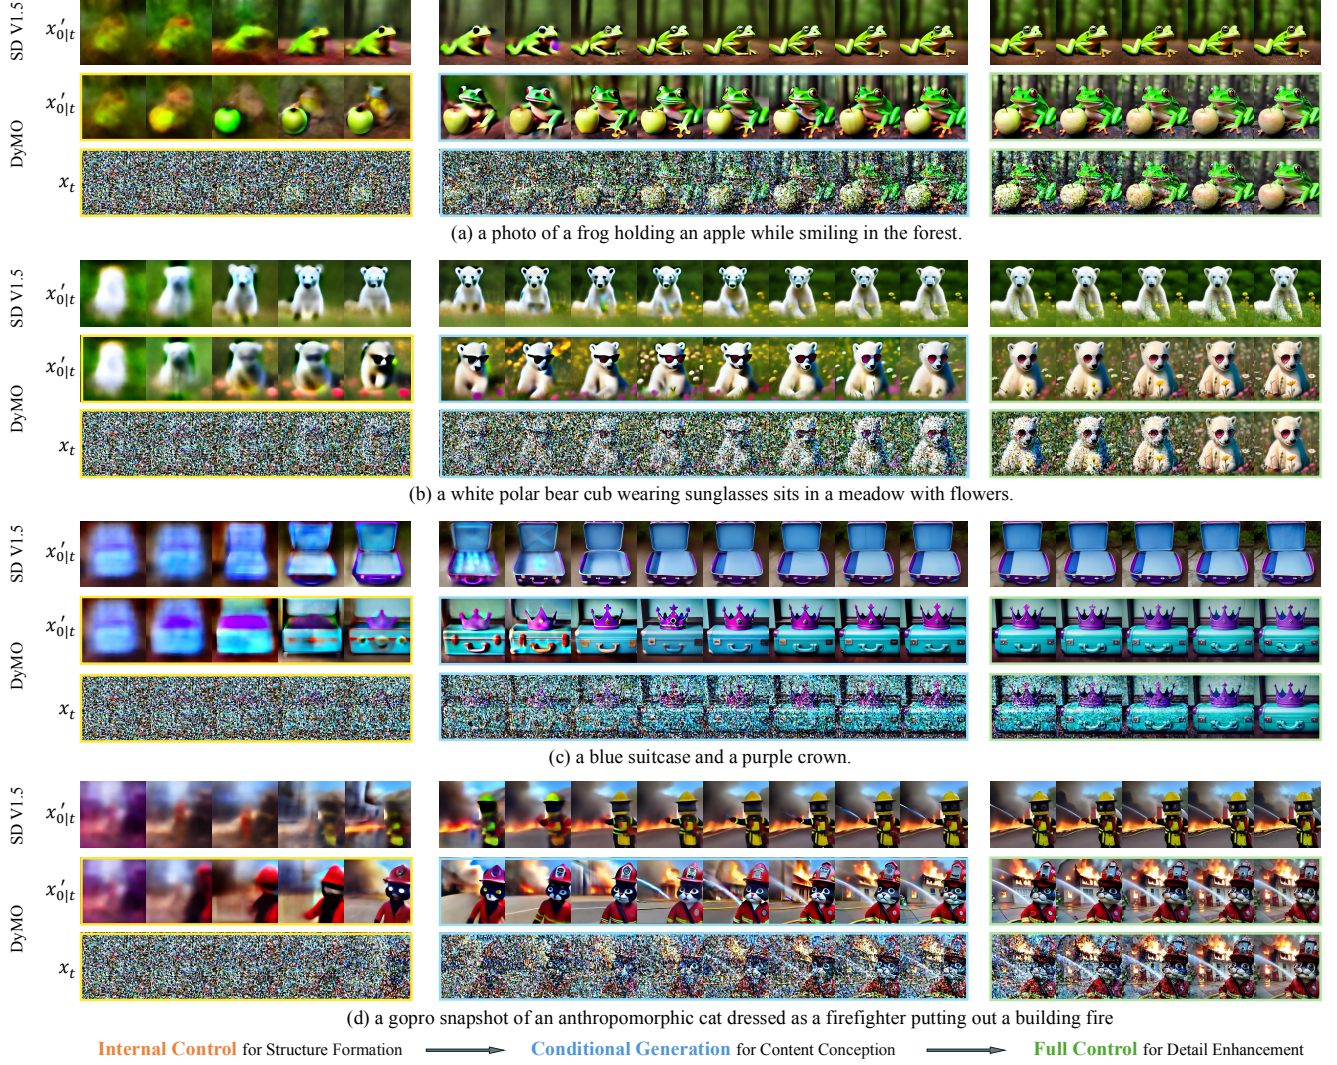 SD V1.5
x′0|t
DyMO
x′0|t
xt
(a) a photo of a frog holding an apple while smiling in the forest.
SD V1.5
x′0|t
DyMO
x′0|t
xt
(b) a white polar bear cub wearing sunglasses sits in a meadow with flowers.
SD V1.5
x′0|t
DyMO
x′0|t
xt
(c) a blue suitcase and a purple crown.
SD V1.5
x′0|t
DyMO
x′0|t
xt
(d) a gopro snapshot of an anthropomorphic cat dressed as a firefighter putting out a building fire
Internal Control for Structure Formation
Conditional Generation for Content Conception
Full Control for Detail Enhancement